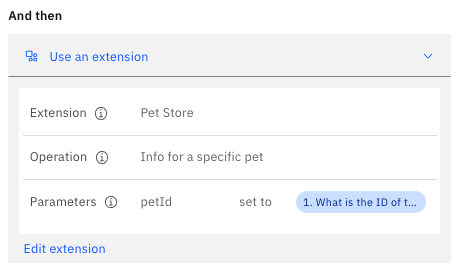 And then
Use an extension
Extension Pet Store
Operation Info for a specific pet
Parameters petId set to 1. What is the ID of t...
Edit extension